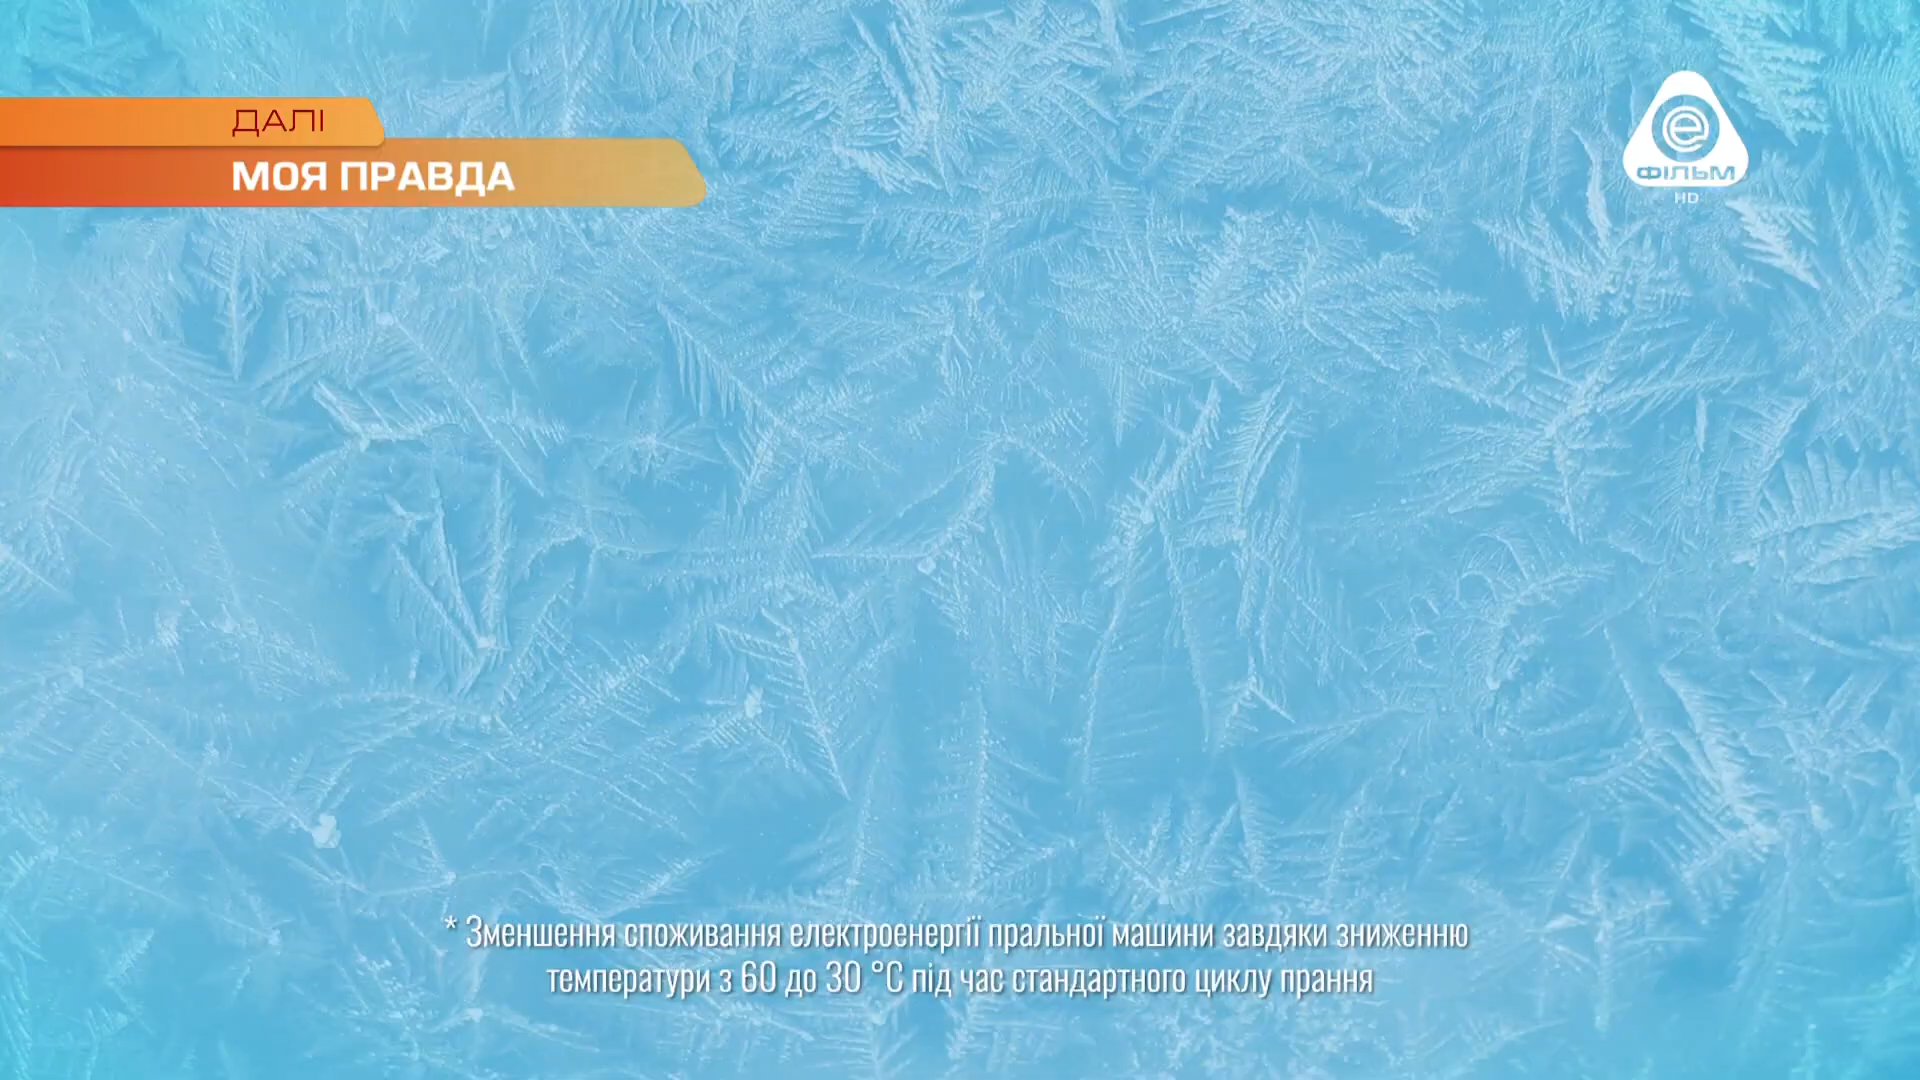 ДАЛІ
МОЯ ПРАВДА
e
ФІЛЬМ
HD
* Зменшення споживання електроенергії пральної машини завдяки зниженню
температури з 60 до 30 °C під час стандартного циклу прання